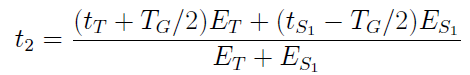 t_2 = \frac{(t_T + T_G/2)E_T + (t_{S_1} - T_G/2)E_{S_1}}{E_T + E_{S_1}}